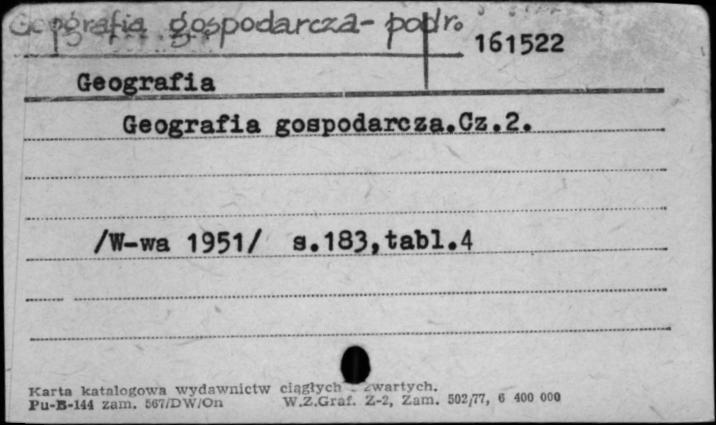 Geografia gospodarcza - podr.
161522
Geografia
Geografia gospodarcza.Cz.2.
/W-wa 1951/ s.183,tabl.4
Karta katalogowa wydawnictw ciągłych zwartych.
Pu-B-144 zam. 567/DW/On W.Z.Graf. Z-2, Zam. 502/77, 6 400 000